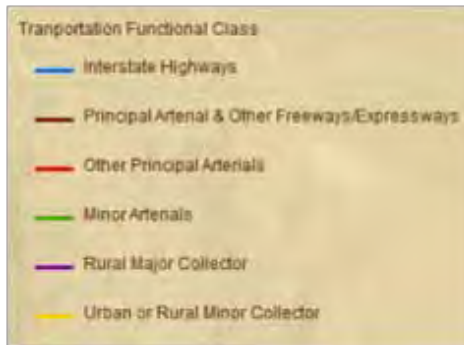 Tranportation Functional Class
Interstate Highways
Principal Arterial & Other Freeways/Expressways
Other Principal Arterials
Minor Arterials
Rural Major Collector
Urban or Rural Minor Collector